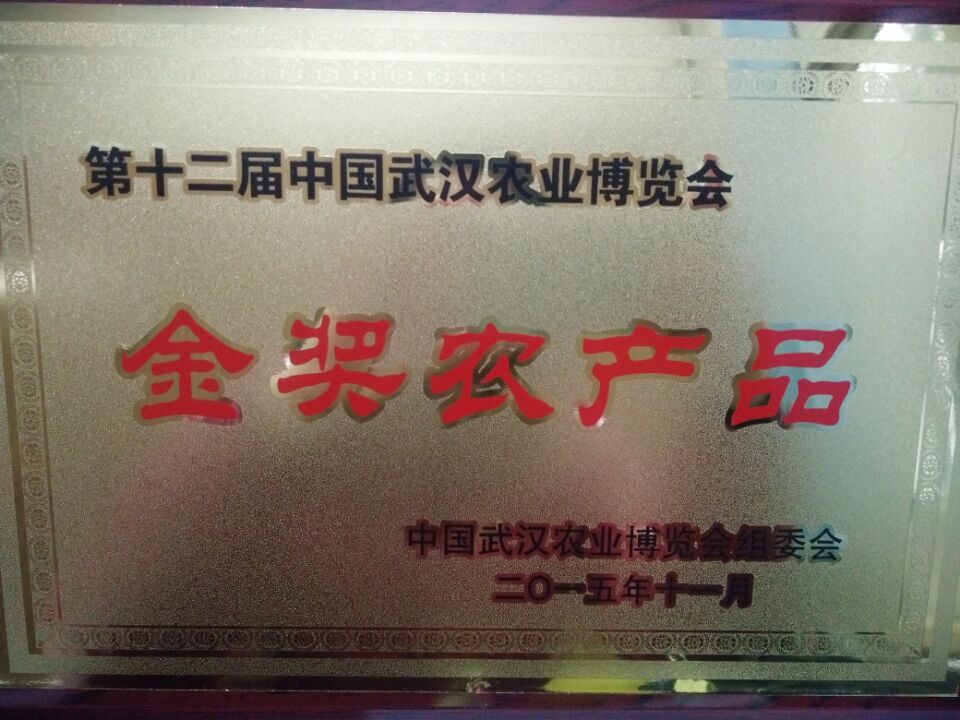 第十二届中国武汉农业博览会
金奖农产品
中国武汉农业博览会组委会
二〇一五年十一月